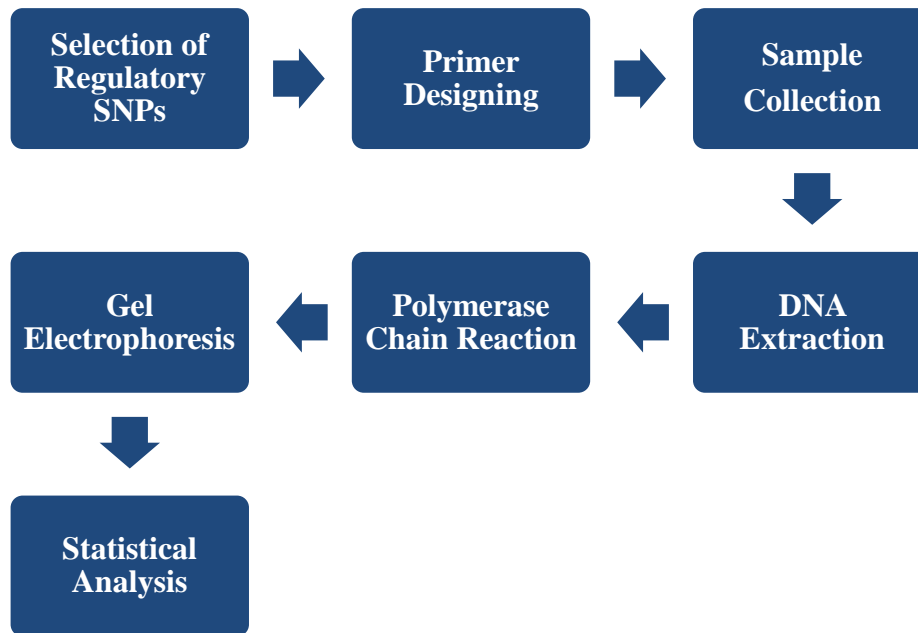 Selection of
Regulatory
SNPs
Primer
Designing
Sample
Collection
DNA
Extraction
Polymerase
Chain Reaction
Gel
Electrophoresis
Statistical
Analysis